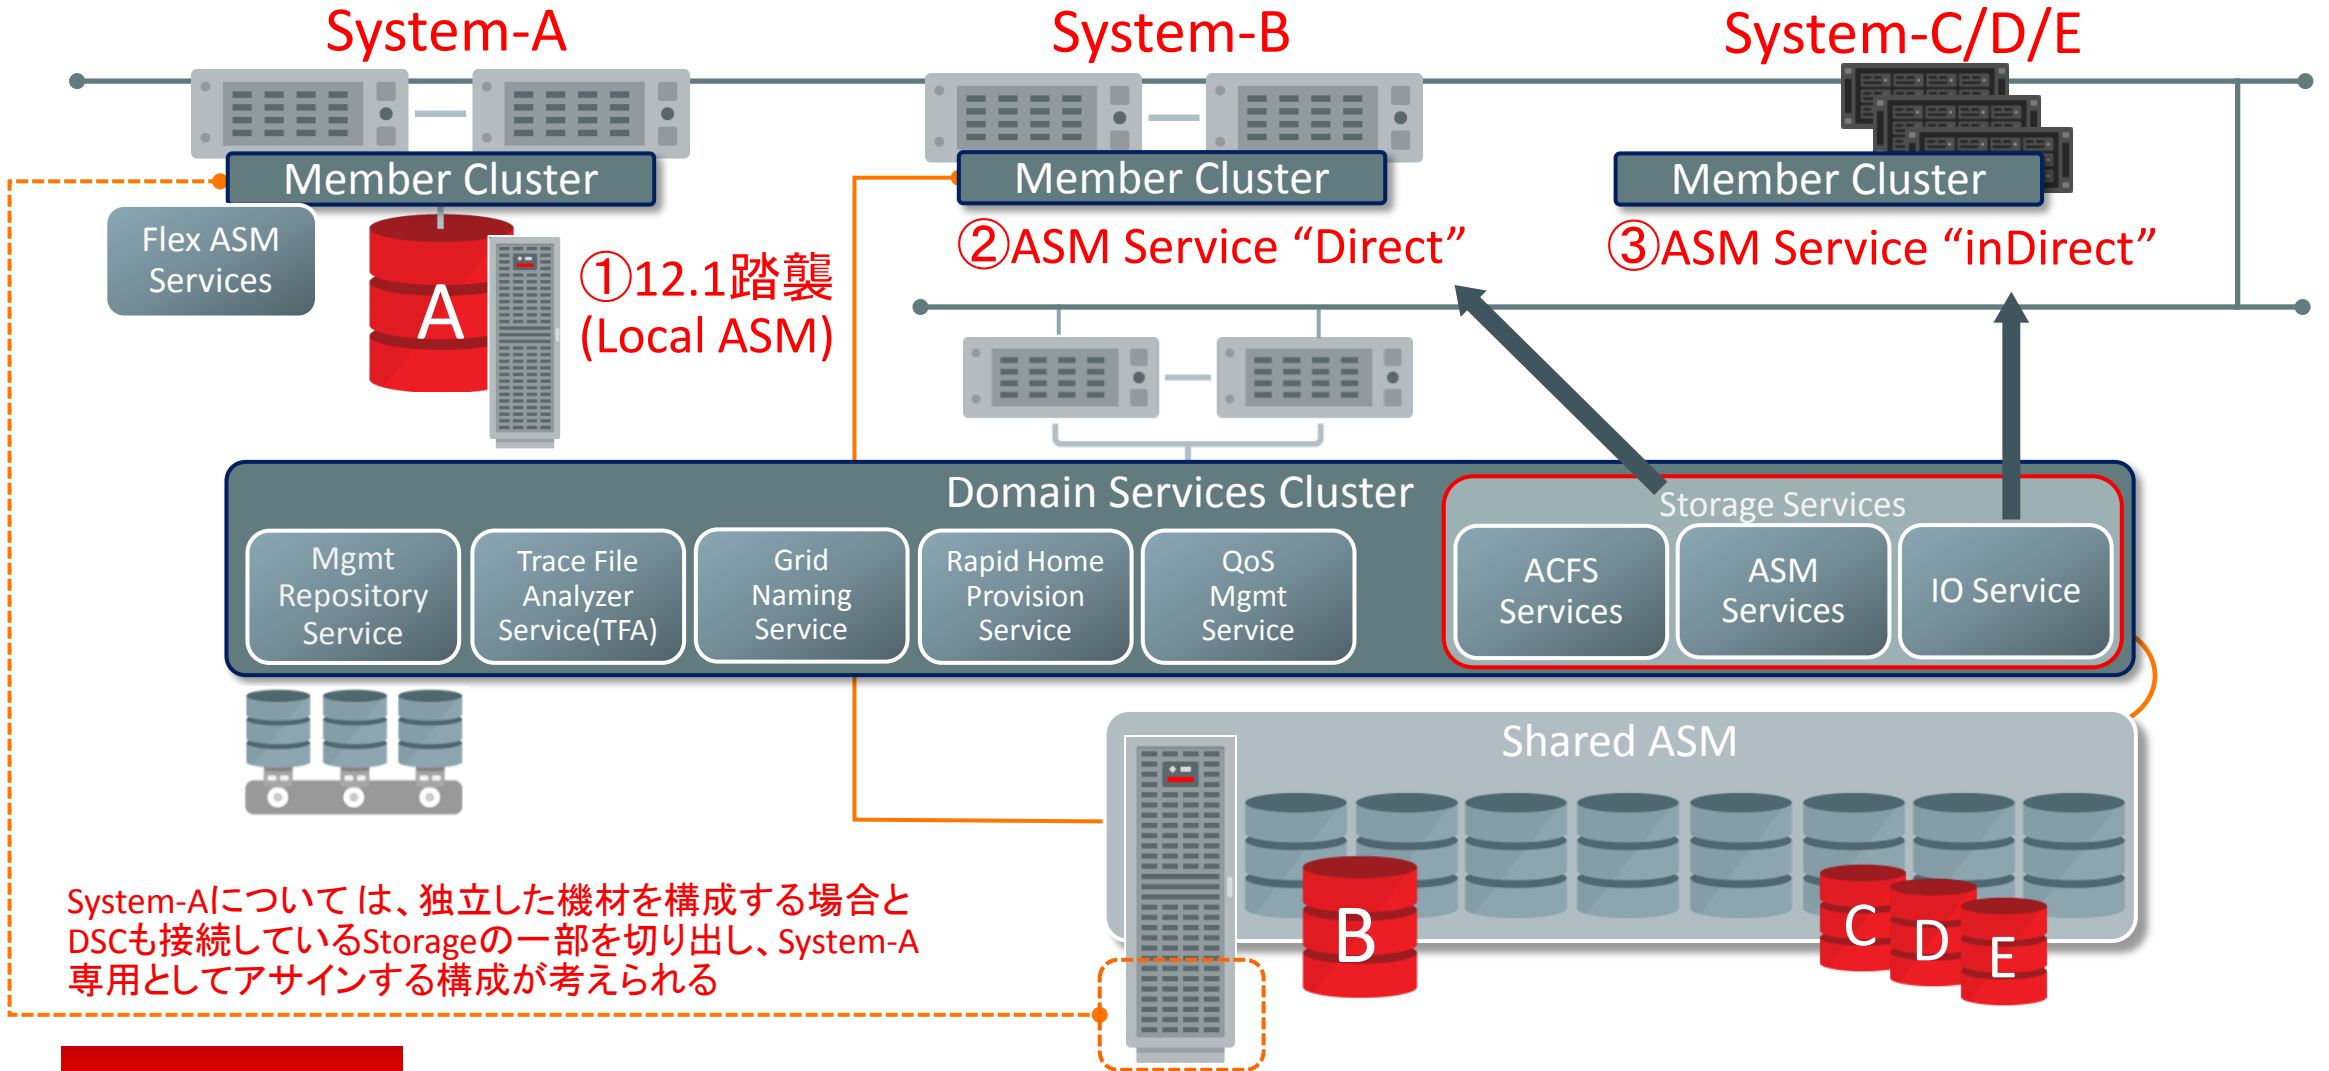 System-A
System-B
System-C/D/E
Member Cluster
Member Cluster
Member Cluster
Flex ASM
Services
A
①12.1踏襲
(Local ASM)
②ASM Service “Direct”
③ASM Service “inDirect”
Domain Services Cluster
Storage Services
Mgmt
Repository
Service
Trace File
Analyzer
Service(TFA)
Grid
Naming
Service
Rapid Home
Provision
Service
QoS
Mgmt
Service
ACFS
Services
ASM
Services
IO Service
Shared ASM
B
C
D
E
System-Aについては、独立した機材を構成する場合と
DSCも接続しているStorageの一部を切り出し、System-A
専用としてアサインする構成が考えられる